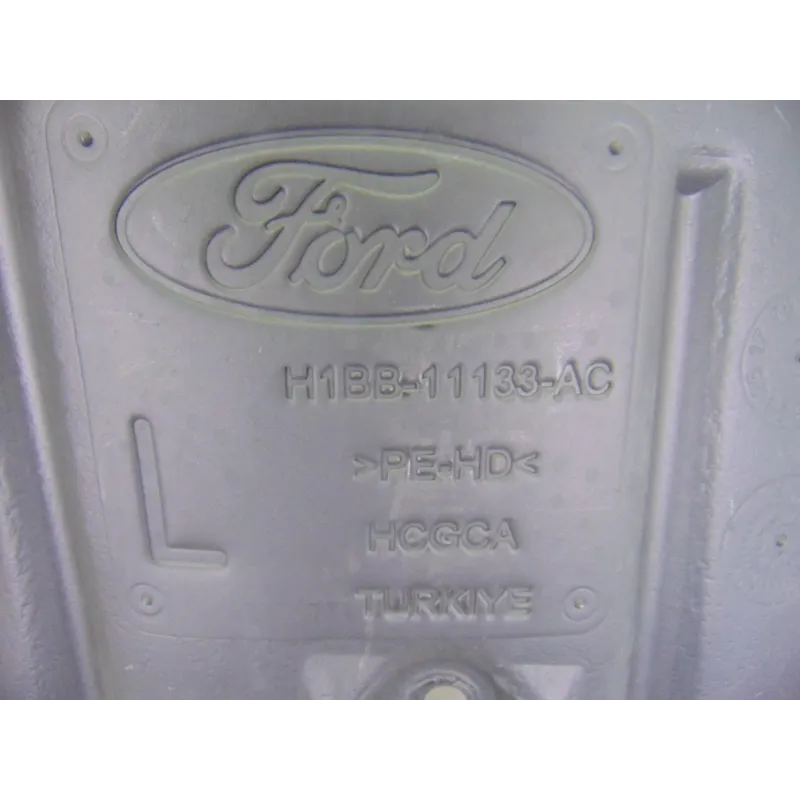 Ford
H1BB-11133-AC
>PE-HD<
L
HCGCA
TURKIYE